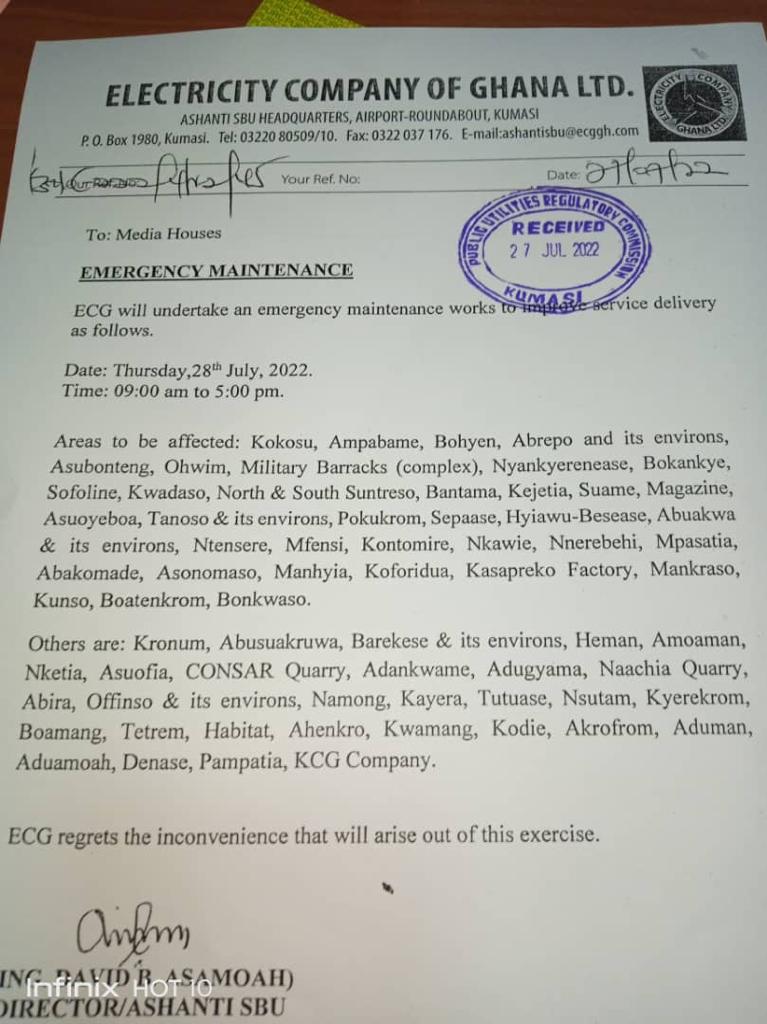 ELECTRICITY COMPANY OF GHANA LTD.
ELECTRICITY COMPANY GHANA LTD.
ASHANTI SBU HEADQUARTERS, AIRPORT-ROUNDABOUT, KUMASI
P. O. Box 1980, Kumasi. Tel: 03220 80509/10. Fax: 0322 037 176. E-mail:ashantisbu@ecggh.com
Your Ref. No:
Date: 27/07/22
PUBLIC UTILITIES REGULATORY COMMISSION
RECEIVED
27 JUL 2022
KUMASI
To: Media Houses
EMERGENCY MAINTENANCE
ECG will undertake an emergency maintenance works to improve service delivery
as follows.
Date: Thursday,28th July, 2022.
Time: 09:00 am to 5:00 pm.
Areas to be affected: Kokosu, Ampabame, Bohyen, Abrepo and its environs,
Asubonteng, Ohwim, Military Barracks (complex), Nyankyerenease, Bokankye,
Sofoline, Kwadaso, North & South Suntreso, Bantama, Kejetia, Suame, Magazine,
Asuoyeboa, Tanoso & its environs, Pokukrom, Sepaase, Hyiawu-Besease, Abuakwa
& its environs, Ntensere, Mfensi, Kontomire, Nkawie, Nnerebehi, Mpasatia,
Abakomade, Asonomaso, Manhyia, Koforidua, Kasapreko Factory, Mankraso,
Kunso, Boatenkrom, Bonkwaso.
Others are: Kronum, Abusuakruwa, Barekese & its environs, Heman, Amoaman,
Nketia, Asuofia, CONSAR Quarry, Adankwame, Adugyama, Naachia Quarry,
Abira, Offinso & its environs, Namong, Kayera, Tutuase, Nsutam, Kyerekrom,
Boamang, Tetrem, Habitat, Ahenkro, Kwamang, Kodie, Akrofrom, Aduman,
Aduamoah, Denase, Pampatia, KCG Company.
ECG regrets the inconvenience that will arise out of this exercise.
ING. DAVID B. ASAMOAH)
DIRECTOR/ASHANTI SBU
Infinix HOT 10